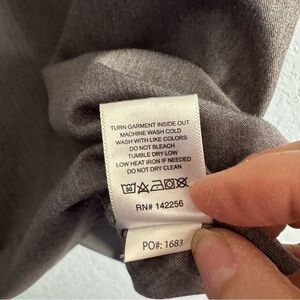 TURN GARMENT INSIDE OUT
MACHINE WASH COLD
WASH WITH LIKE COLORS
DO NOT BLEACH
TUMBLE DRY LOW
LOW HEAT IRON IF NEEDED
DO NOT DRY CLEAN
30
RN# 142256
PO#: 1683